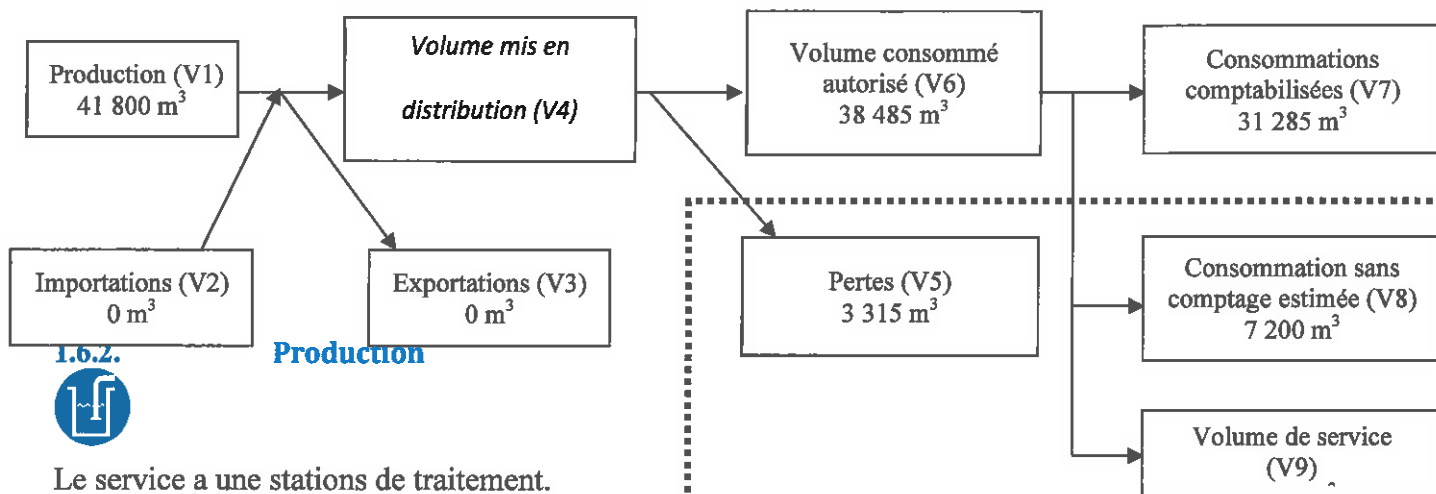 Production (V1)
41 800 m³
Volume mis en
distribution (V4)
Volume consommé
autorisé (V6)
38 485 m³
Consommations
comptabilisées (V7)
31 285 m³
Importations (V2)
0 m³
Exportations (V3)
0 m³
Pertes (V5)
3 315 m³
Consommation sans
comptage estimée (V8)
7 200 m³
1.6.2. Production
Volume de service
(V9)
Le service a une stations de traitement.